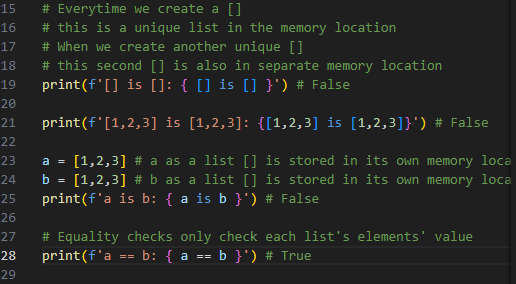 15 # Everytime we create a []
16 # this is a unique list in the memory location
17 # When we create another unique []
18 # this second [] is also in separate memory location
19 print(f'[] is []: { [] is [] }') # False
20
21 print(f'[1,2,3] is [1,2,3]: {[1,2,3] is [1,2,3]}') # False
22
23 a = [1,2,3] # a as a list [] is stored in its own memory loca
24 b = [1,2,3] # b as a list [] is stored in its own memory loca
25 print(f'a is b: { a is b }') # False
26
27 # Equality checks only check each list's elements' value
28 print(f'a == b: { a == b }') # True
29